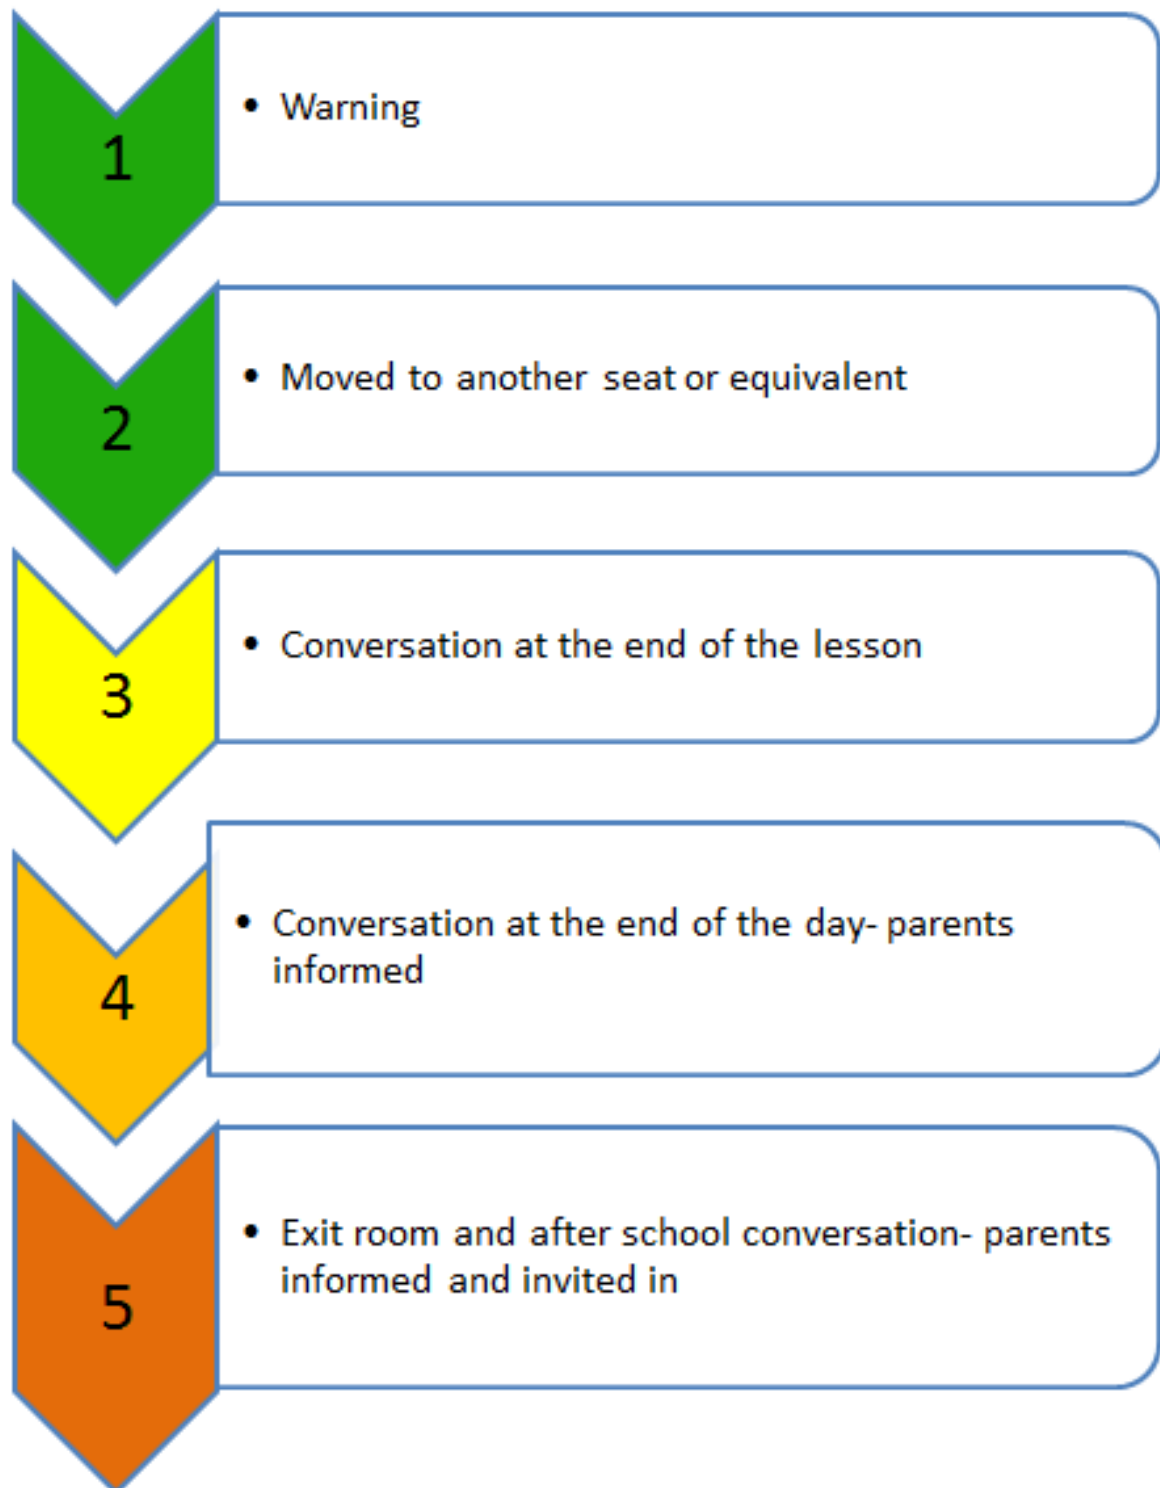 1
• Warning
2
• Moved to another seat or equivalent
3
• Conversation at the end of the lesson
4
• Conversation at the end of the day- parents
informed
5
• Exit room and after school conversation- parents
informed and invited in